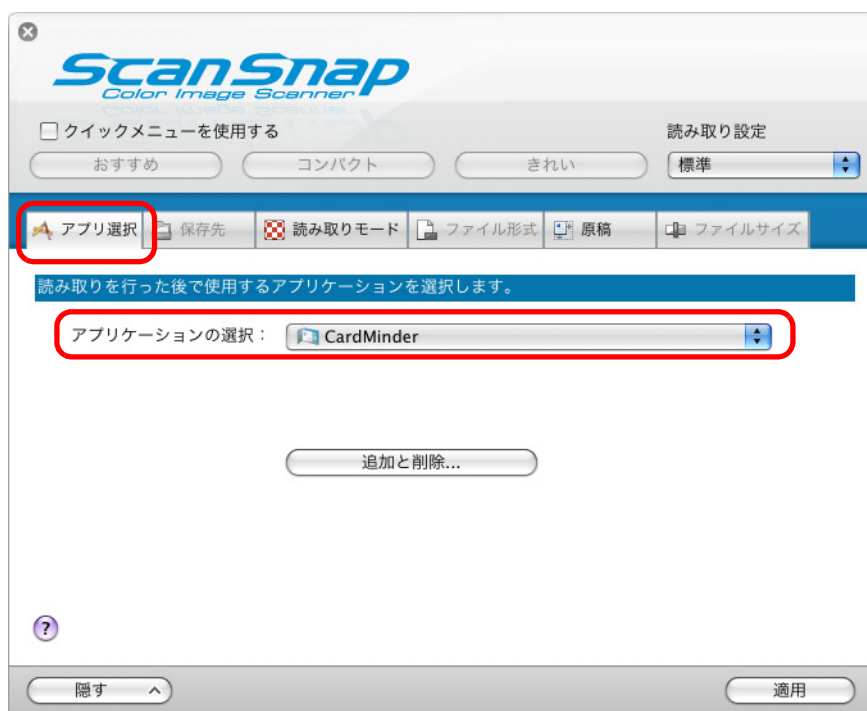 ScanSnap
Color Image Scanner
クイックメニューを使用する
読み取り設定
おすすめ コンパクト きれい 標準
アプリ選択 保存先 読み取りモード ファイル形式 原稿 ファイルサイズ
読み取りを行った後で使用するアプリケーションを選択します。
アプリケーションの選択： CardMinder
追加と削除...
?
隠す 適用